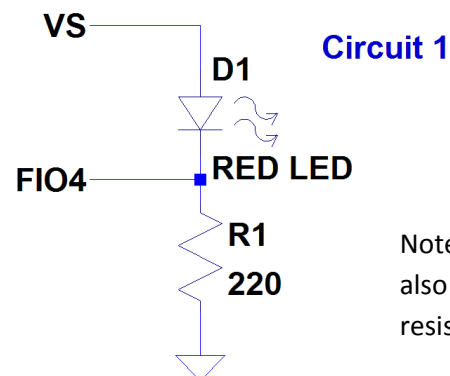 VS
Circuit 1
D1
FIO4
RED LED
R1
220
Note
also
resis